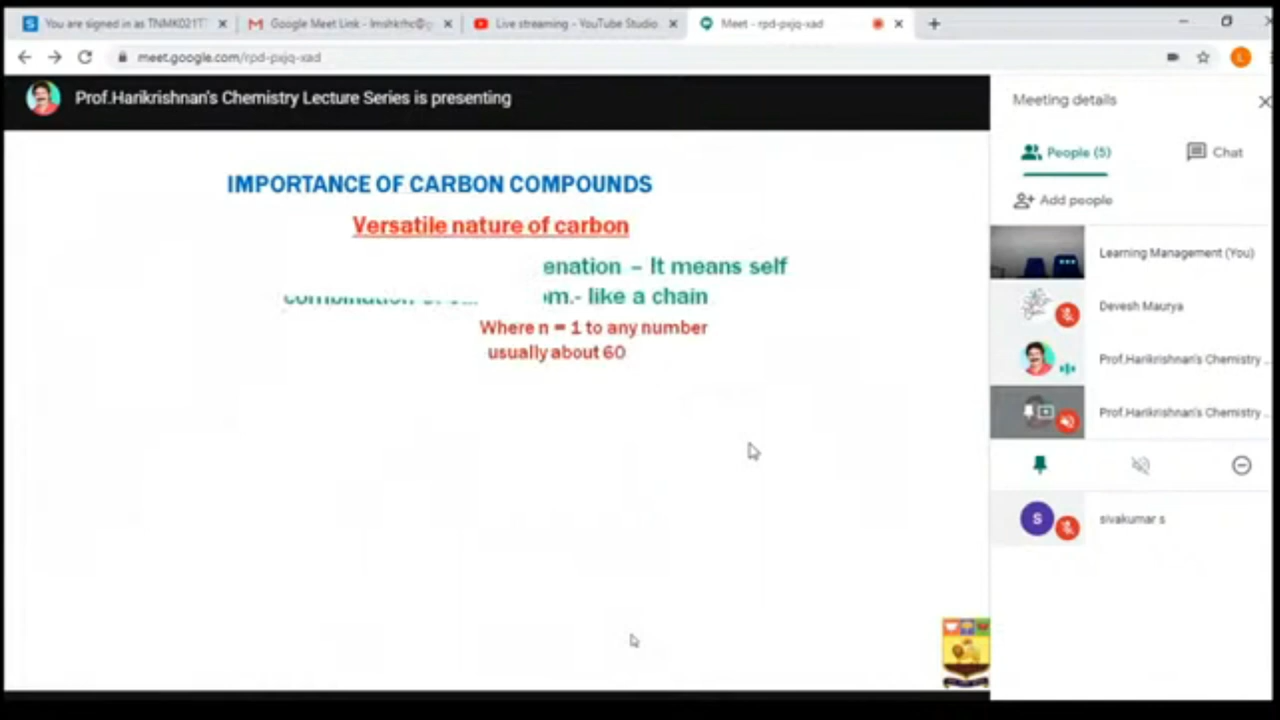 You are signed in as TNMK021T
Google Meet Link - lmshkrhc@g
Live streaming - YouTube Studio
Meet - rpd-pxjq-xad
meet.google.com/rpd-pxjq-xad
L
Prof.Harikrishnan's Chemistry Lecture Series is presenting
IMPORTANCE OF CARBON COMPOUNDS
Versatile nature of carbon
enation – It means self
om.- like a chain
Where n = 1 to any number
usually about 60
Meeting details
People (5)
Chat
Add people
Learning Management (You)
Devesh Maurya
Prof.Harikrishnan's Chemistry ...
Prof.Harikrishnan's Chemistry ...
S
sivakumar s